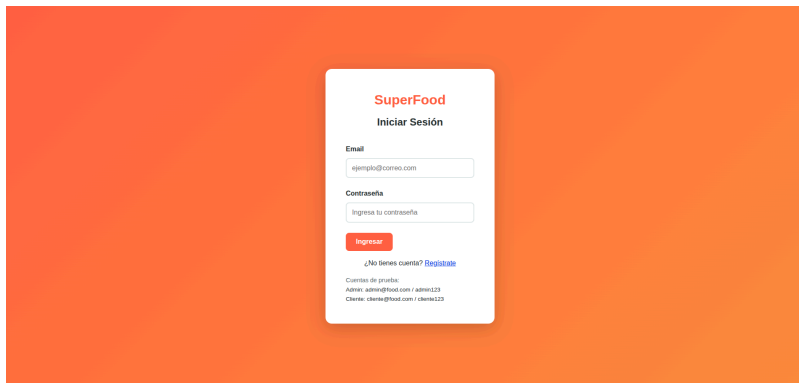 SuperFood
Iniciar Sesión
Email
ejemplo@correo.com
Contraseña
Ingresa tu contraseña
Ingresar
¿No tienes cuenta? Regístrate
Cuentas de prueba:
Admin: admin@food.com / admin123
Cliente: cliente@food.com / cliente123